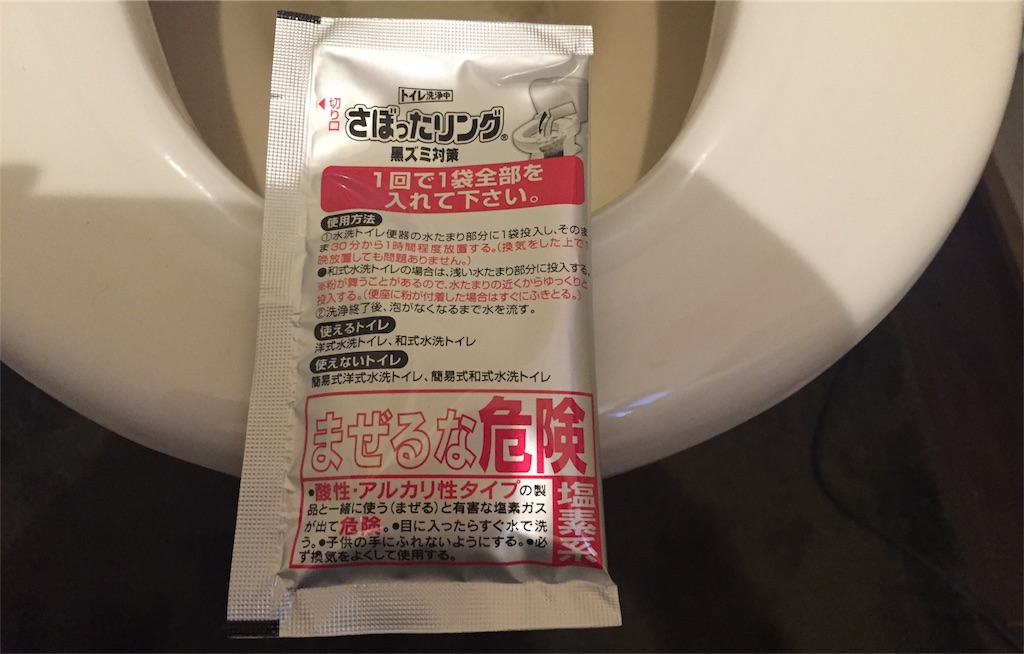 切り口
トイレ洗浄中
さぼったリング®
黒ズミ対策
1回で1袋全部を
入れて下さい。
使用方法
①水洗トイレ便器の水たまり部分に1袋投入し、そのま
ま30分から1時間程度放置する。(換気をした上で1
晩放置しても問題ありません。)
●和式水洗トイレの場合は、浅い水たまり部分に投入する。
※粉が舞うことがあるので、水たまりの近くからゆっくりと
投入する。(便座に粉が付着した場合はすぐにふきとる。)
②洗浄終了後、泡がなくなるまで水を流す。
使えるトイレ
洋式水洗トイレ、和式水洗トイレ
使えないトイレ
簡易式洋式水洗トイレ、簡易式和式水洗トイレ
まぜるな危険
●酸性・アルカリ性タイプの製
品と一緒に使う(まぜる)と有害な塩素ガス
が出て危険。●目に入ったらすぐ水で洗
う。●子供の手にふれないようにする。●必
ず換気をよくして使用する。
塩素系